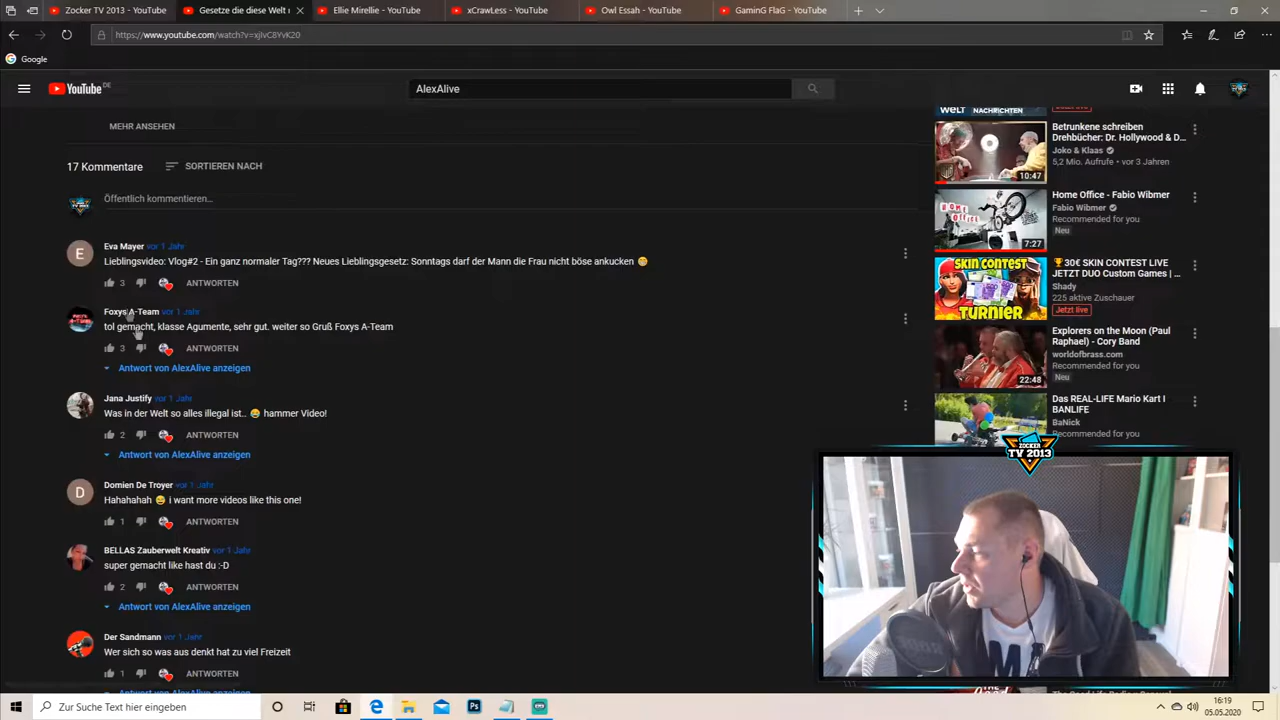 Zocker TV 2013 - YouTube
Gesetze die diese Welt
Ellie Mirellie - YouTube
xCrawLess - YouTube
Owl Essah - YouTube
GaminG FlaG - YouTube
https://www.youtube.com/watch?v=xjIvC8YvK20
Google
YouTube DE
AlexAlive
MEHR ANSEHEN
17 Kommentare
SORTIEREN NACH
Öffentlich kommentieren...
E
Eva Mayer vor 1 Jahr
Lieblingsvideo: Vlog#2 - Ein ganz normaler Tag??? Neues Lieblingsgesetz: Sonntags darf der Mann die Frau nicht böse ankucken 😁
3 ANTWORTEN
Foxys A-Team vor 1 Jahr
tol gemacht, klasse Agumente, sehr gut. weiter so Gruß Foxys A-Team
3 ANTWORTEN
Antwort von AlexAlive anzeigen
Jana Justify vor 1 Jahr
Was in der Welt so alles illegal ist.. 😂 hammer Video!
2 ANTWORTEN
Antwort von AlexAlive anzeigen
D
Domien De Troyer vor 1 Jahr
Hahahahah 😄 i want more videos like this one!
1 ANTWORTEN
BELLAS Zauberwelt Kreativ vor 1 Jahr
super gemacht like hast du :-D
2 ANTWORTEN
Antwort von AlexAlive anzeigen
Der Sandmann vor 1 Jahr
Wer sich so was aus denkt hat zu viel Freizeit
1 ANTWORTEN
Antwort von AlexAlive anzeigen
WELT NACHRICHTEN
10:47
Betrunkene schreiben
Drehbücher: Dr. Hollywood & D...
Joko & Klaas
5,2 Mio. Aufrufe • vor 3 Jahren
HOME OFFICE
7:27
Home Office - Fabio Wibmer
Fabio Wibmer
Recommended for you
Neu
SKIN CONTEST
TURNIER
🏆30€ SKIN CONTEST LIVE
JETZT DUO Custom Games | ...
Shady
225 aktive Zuschauer
Jetzt live
22:48
Explorers on the Moon (Paul
Raphael) - Cory Band
worldofbrass.com
Recommended for you
Neu
Das REAL-LIFE Mario Kart I
BANLIFE
BaNick
Recommended for you
ZOCKER
TV 2013
Zur Suche Text hier eingeben
16:19
05.05.2020